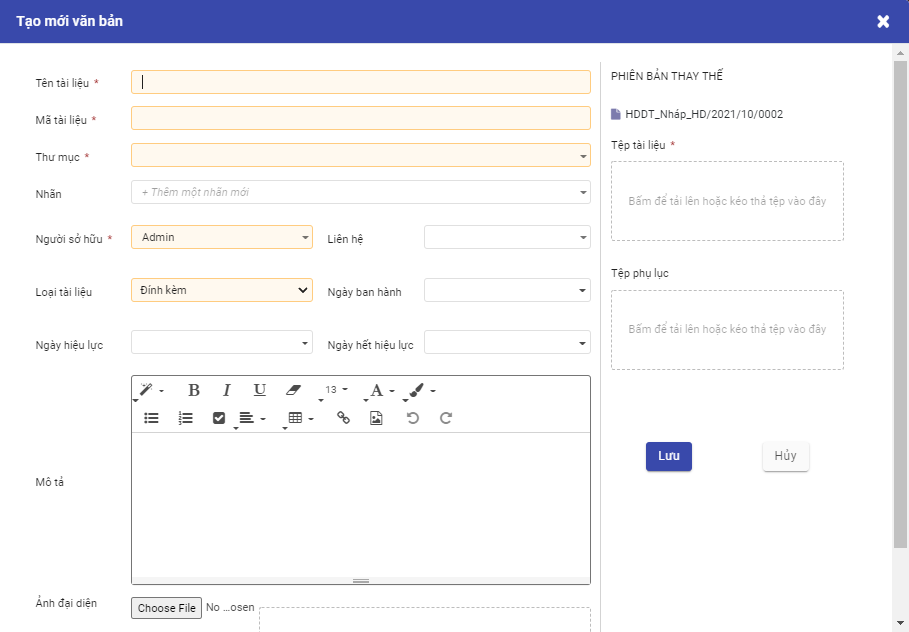 Tạo mới văn bản
Tên tài liệu *
Mã tài liệu *
Thư mục *
Nhãn
+ Thêm một nhãn mới
Người sở hữu *
Admin
Liên hệ
Loại tài liệu
Đính kèm
Ngày ban hành
Ngày hiệu lực
Ngày hết hiệu lực
B I U 13 A
Mô tả
Ảnh đại diện
Choose File
No ...osen
PHIÊN BẢN THAY THẾ
HDDT_Nháp_HD/2021/10/0002
Tệp tài liệu *
Bấm để tải lên hoặc kéo thả tệp vào đây
Tệp phụ lục
Bấm để tải lên hoặc kéo thả tệp vào đây
Lưu
Hủy